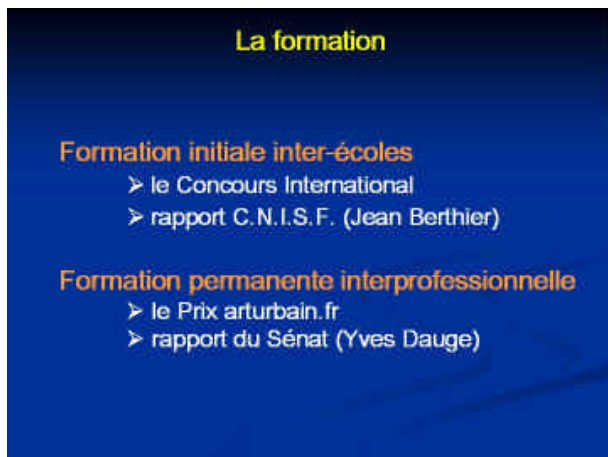 La formation
Formation initiale inter-écoles
➢ le Concours International
➢ rapport C.N.I.S.F. (Jean Berthier)
Formation permanente interprofessionnelle
➢ le Prix arturbain.fr
➢ rapport du Sénat (Yves Dauge)